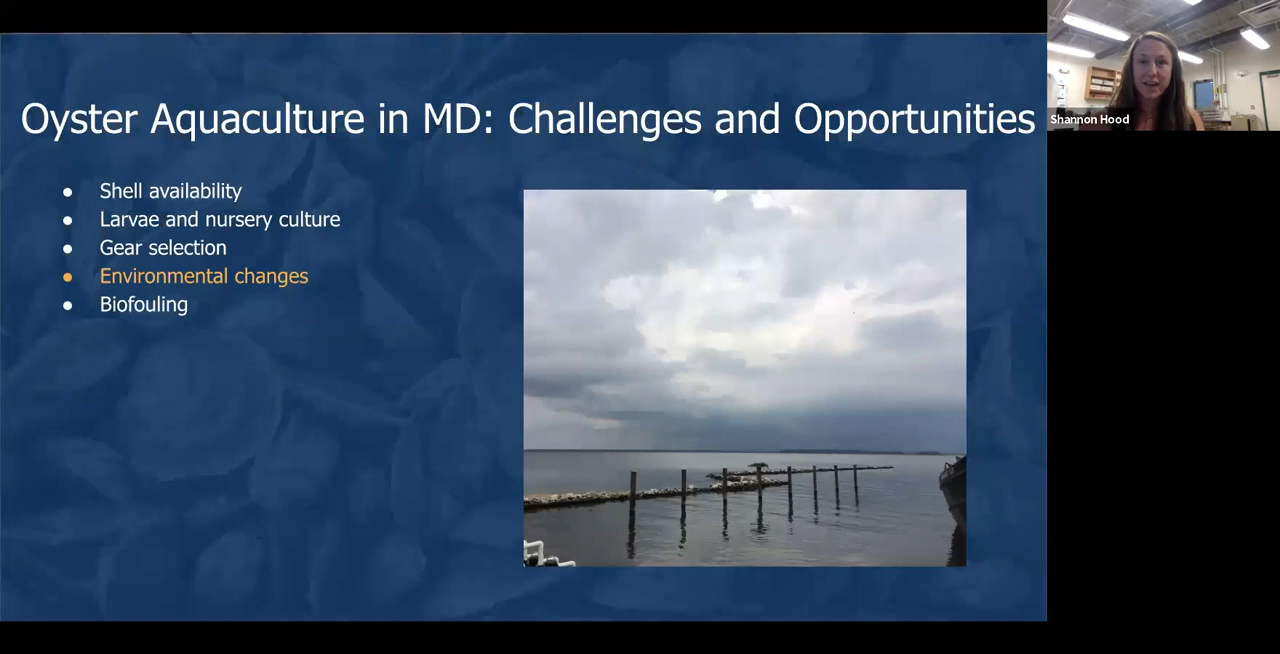 Oyster Aquaculture in MD: Challenges and Opportunities
● Shell availability
● Larvae and nursery culture
● Gear selection
● Environmental changes
● Biofouling
Shannon Hood